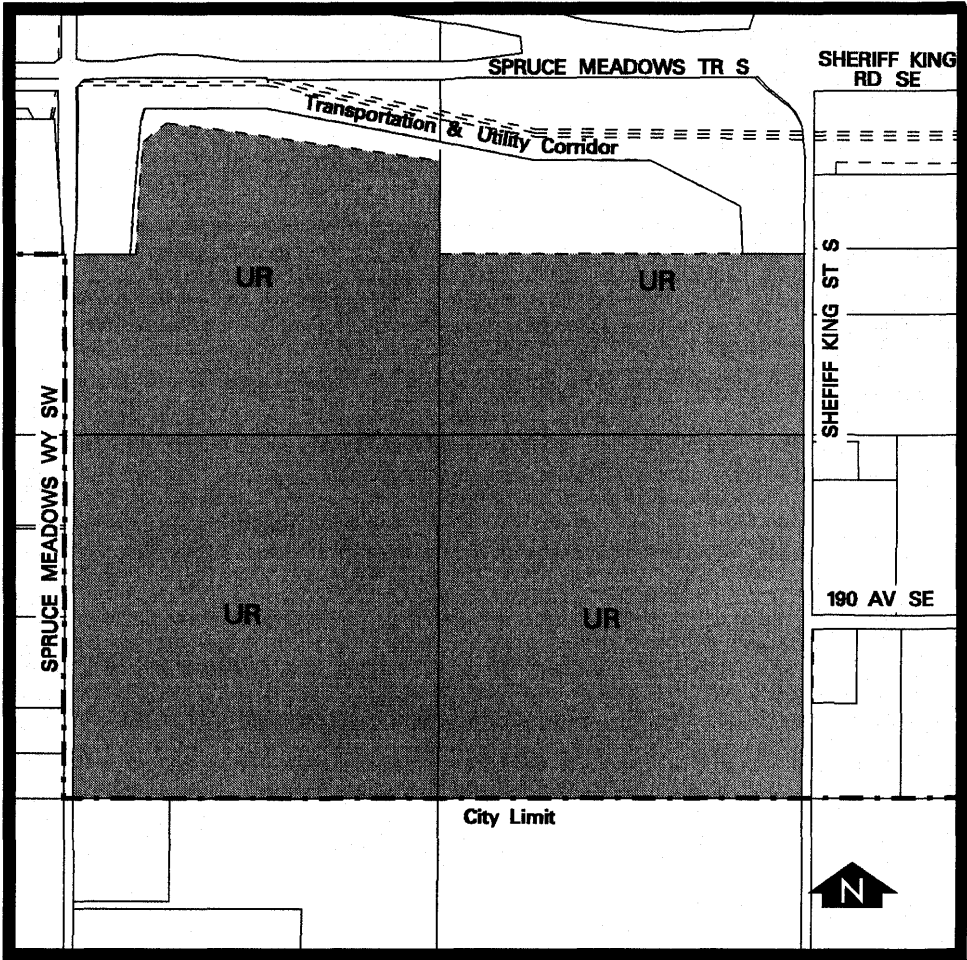 SPRUCE MEADOWS TR S
SHERIFF KING
RD SE
Transportation & Utility Corridor
UR
UR
SHEFIFF KING ST S
SPRUCE MEADOWS WY SW
190 AV SE
UR
UR
City Limit
N